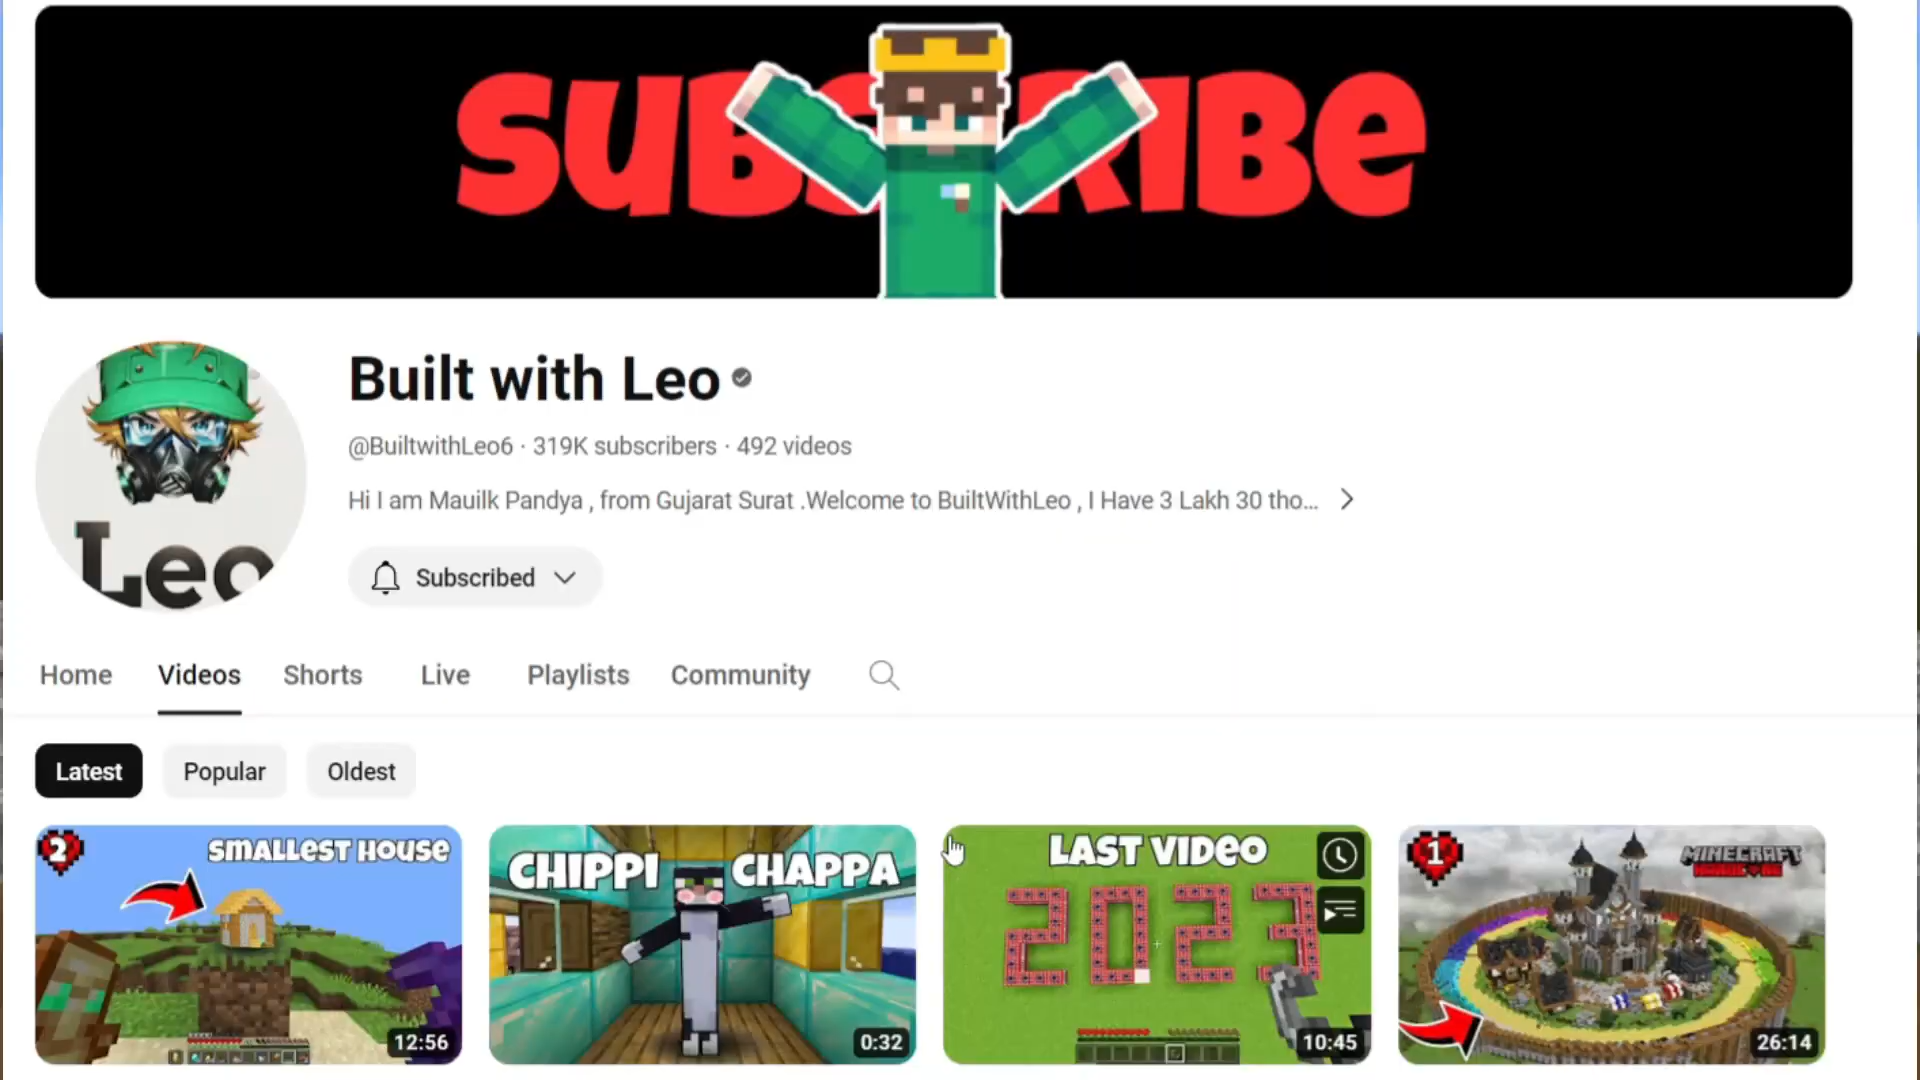 SUBSCRIBE
Built with Leo
@BuiltwithLeo6 · 319K subscribers · 492 videos
Hi I am Mauilk Pandya , from Gujarat Surat .Welcome to BuiltWithLeo , I Have 3 Lakh 30 tho...
Leo
Subscribed
Home Videos Shorts Live Playlists Community
Latest Popular Oldest
2 SMALLEST HOUSE
12:56
CHIPPI CHAPPA
0:32
LAST VIDEO
2023
10:45
1 MINECRAFT
HARDCORE
26:14